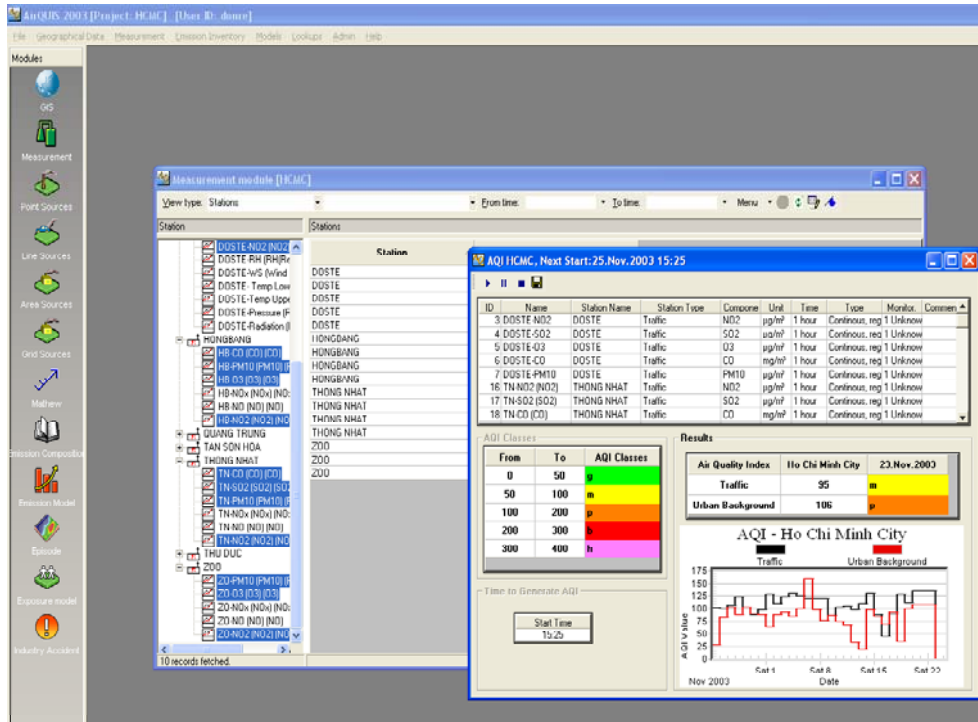 AirQUIS 2003 [Project: HCMC] [User ID: donre]
File Geographical Data Measurement Emission Inventory Models Lookups Admin Help
Modules
GIS
Measurement
Point Sources
Line Sources
Area Sources
Grid Sources
Mathew
Emission Compositio
Emission Model
Episode
Exposure model
Industry Accident
Measurement module [HCMC]
View type: Stations From time: To time: Menu
Station
DOSTE-NO2 (NO2)
DOSTE-RH (RH(Re
DOSTE-WS (Wind
DOSTE- Temp Low
DOSTE-Temp Uppe
DOSTE-Pressure (F
DOSTE-Radiation (I
HONGBANG
HB-CO (CO) (CO)
HB-PM10 (PM10) (F
HB-O3 (O3) (O3)
HB-NOx (NOx) (NO:
HB-NO (NO) (NO)
HB-NO2 (NO2) (NO
QUANG TRUNG
TAN SON HOA
THONG NHAT
TN-CO (CO) (CO)
TN-SO2 (SO2) (SO2
TN-PM10 (PM10) (F
TN-NOx (NOx) (NO:
TN-NO (NO) (NO)
TN-NO2 (NO2) (NO
THU DUC
ZOO
ZO-PM10 (PM10) (F
ZO-O3 (O3) (O3)
ZO-NOx (NOx) (NO:
ZO-NO (NO) (NO)
ZO-NO2 (NO2) (NO
10 records fetched.
Stations
Station
DOSTE
DOSTE
DOSTE
DOSTE
DOSTE
HONGBANG
HONGBANG
HONGBANG
HONGBANG
THONG NHAT
THONG NHAT
THONG NHAT
THONG NHAT
ZOO
ZOO
ZOO
AQI HCMC, Next Start:25.Nov.2003 15:25
ID Name Station Name Station Type Compone Unit Time Type Monitor. Commen
3 DOSTE-NO2 DOSTE Traffic NO2 µg/m³ 1 hour Continous, reg 1 Unknow
4 DOSTE-SO2 DOSTE Traffic SO2 µg/m³ 1 hour Continous, reg 1 Unknow
5 DOSTE-O3 DOSTE Traffic O3 µg/m³ 1 hour Continous, reg 1 Unknow
6 DOSTE-CO DOSTE Traffic CO mg/m³ 1 hour Continous, reg 1 Unknow
7 DOSTE-PM10 DOSTE Traffic PM10 µg/m³ 1 hour Continous, reg 1 Unknow
16 TN-NO2 (NO2) THONG NHAT Traffic NO2 µg/m³ 1 hour Continous, reg 1 Unknow
17 TN-SO2 (SO2) THONG NHAT Traffic SO2 µg/m³ 1 hour Continous, reg 1 Unknow
18 TN-CO (CO) THONG NHAT Traffic CO mg/m³ 1 hour Continous, reg 1 Unknow
AQI Classes
From To AQI Classes
0 50 g
50 100 m
100 200 p
200 300 b
300 400 h
Time to Generate AQI
Start Time
15:25
Results
Air Quality Index Ho Chi Minh City 23.Nov.2003
Traffic 95 m
Urban Background 106 p
AQI - Ho Chi Minh City
Traffic Urban Background
AQI Value
175
150
125
100
75
50
25
0
Sat 1 Sat 8 Sat 15 Sat 22
Nov 2003 Date